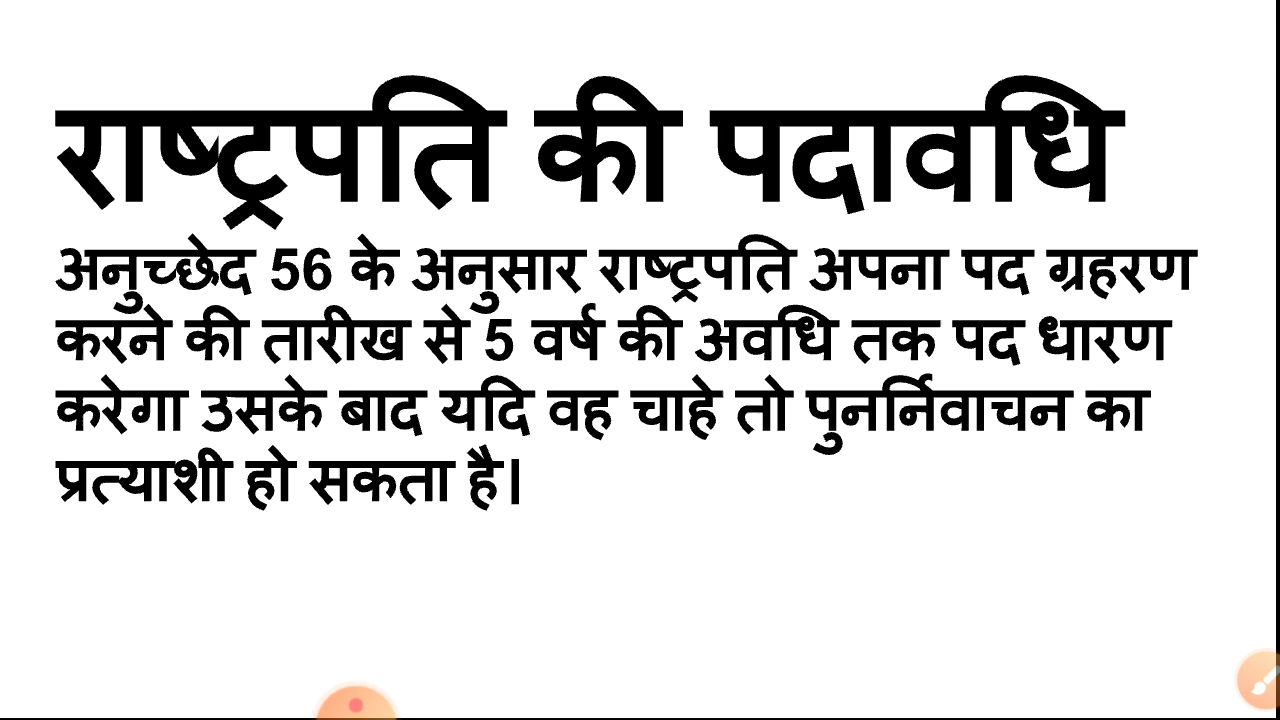 राष्ट्रपति की पदावधि
अनुच्छेद 56 के अनुसार राष्ट्रपति अपना पद ग्रहरण
करने की तारीख से 5 वर्ष की अवधि तक पद धारण
करेगा उसके बाद यदि वह चाहे तो पुनर्निवाचन का
प्रत्याशी हो सकता है।